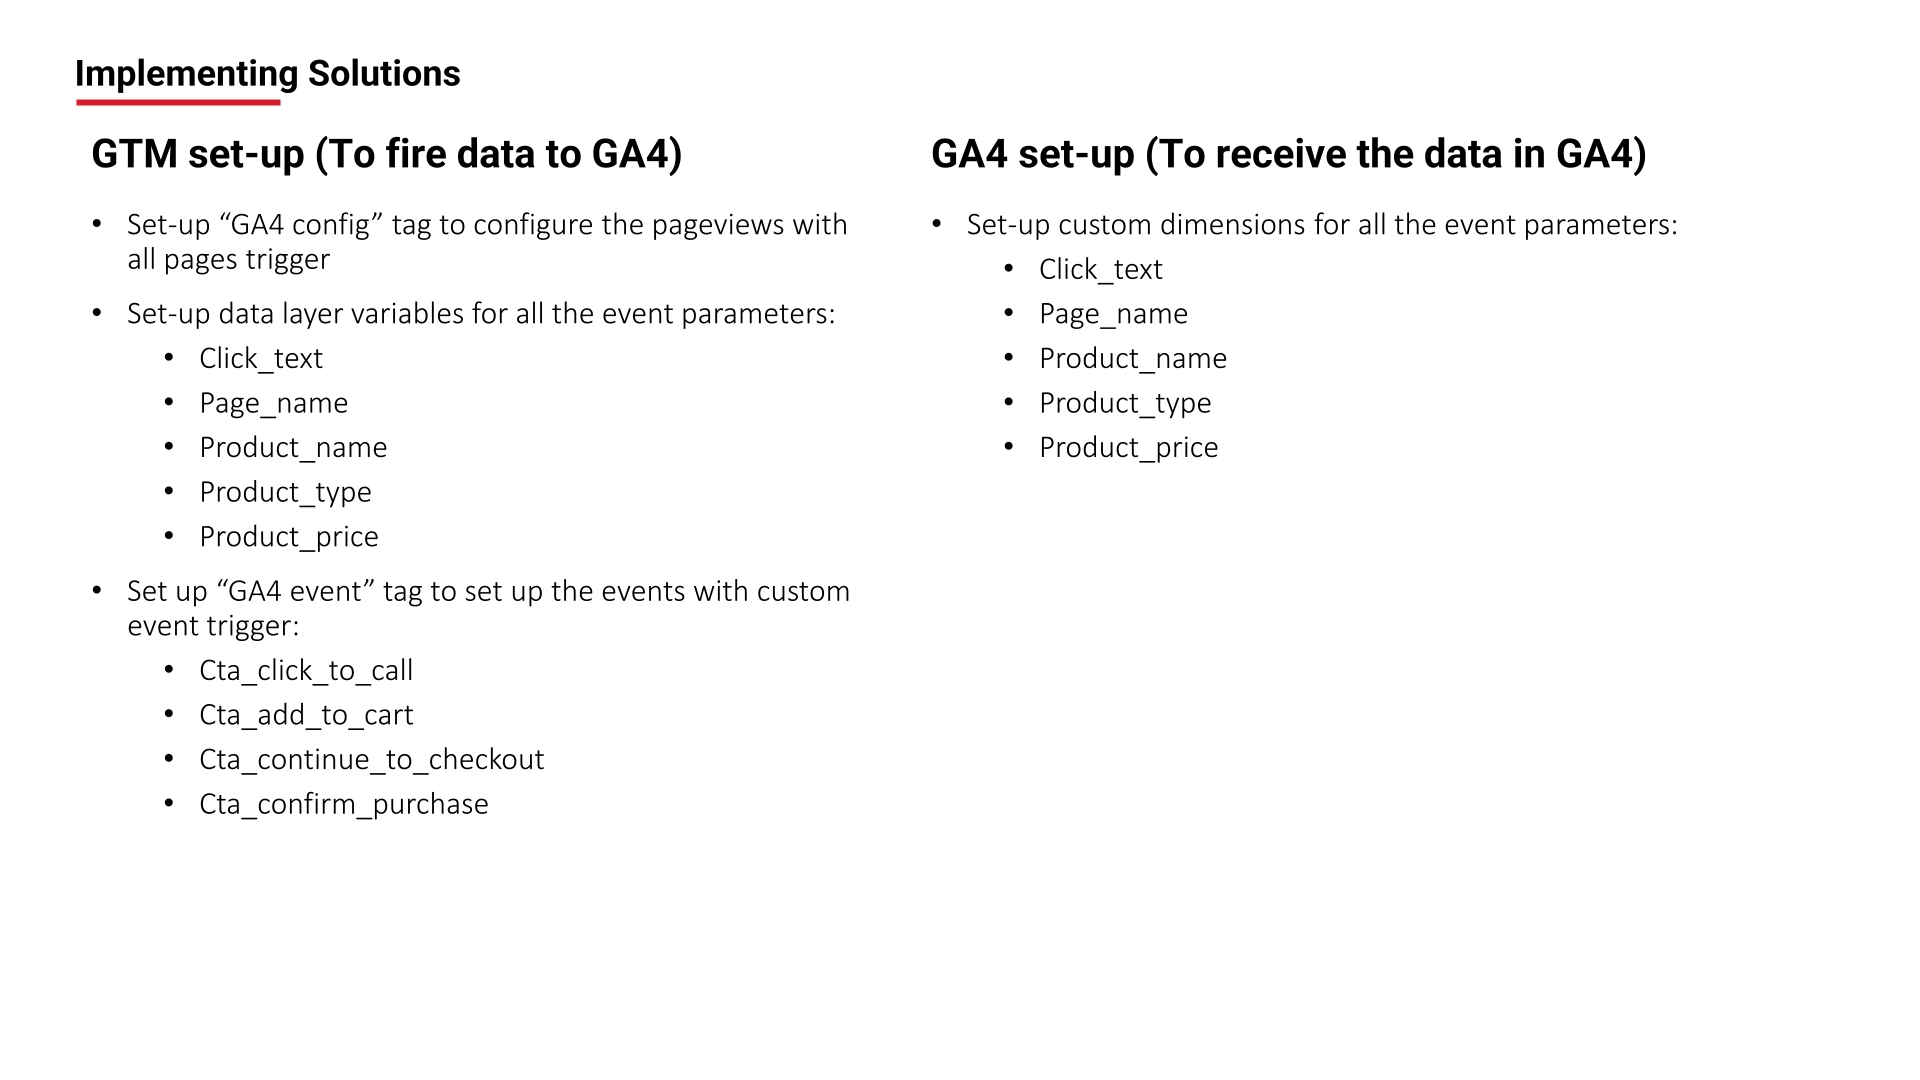 Implementing Solutions
GTM set-up (To fire data to GA4)
• Set-up “GA4 config” tag to configure the pageviews with
all pages trigger
• Set-up data layer variables for all the event parameters:
• Click_text
• Page_name
• Product_name
• Product_type
• Product_price
• Set up “GA4 event” tag to set up the events with custom
event trigger:
• Cta_click_to_call
• Cta_add_to_cart
• Cta_continue_to_checkout
• Cta_confirm_purchase
GA4 set-up (To receive the data in GA4)
• Set-up custom dimensions for all the event parameters:
• Click_text
• Page_name
• Product_name
• Product_type
• Product_price